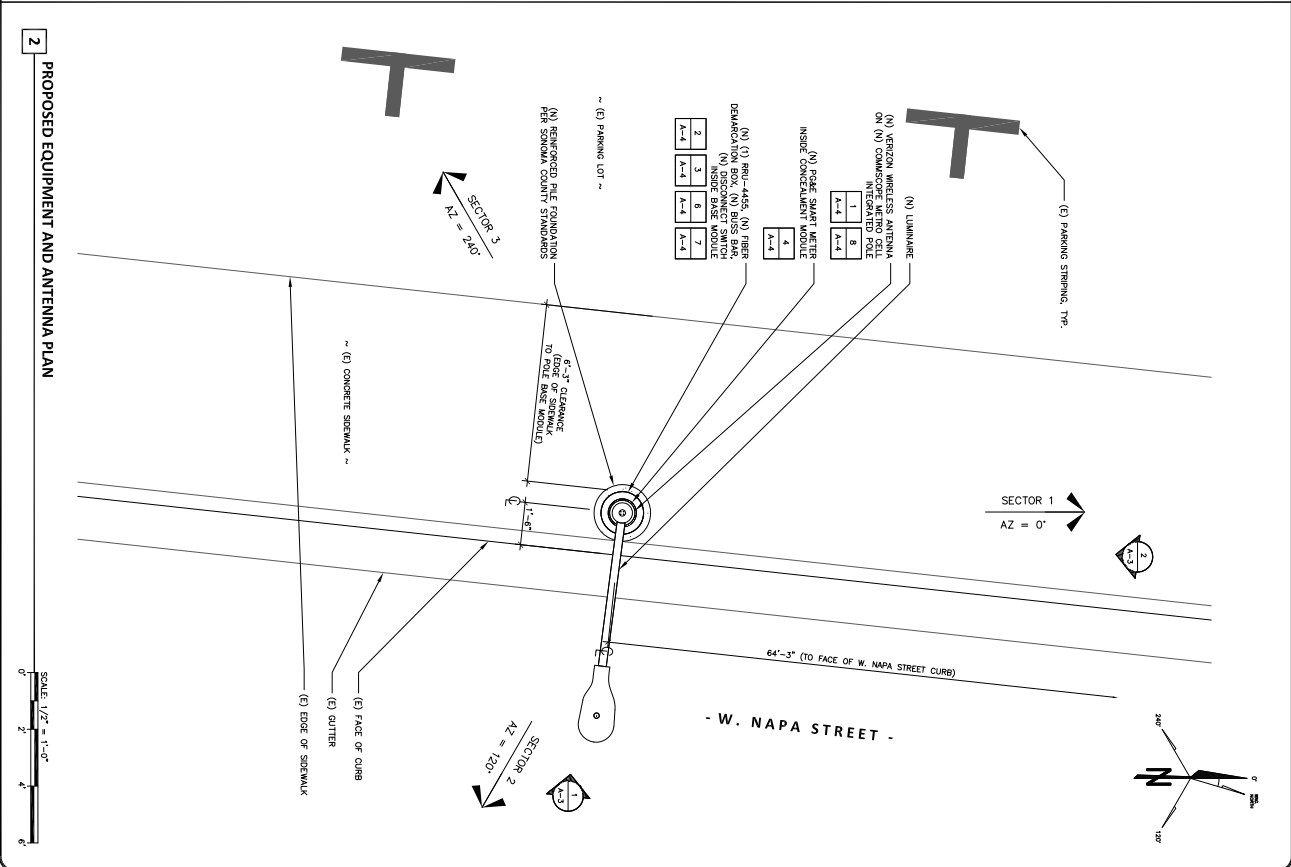 2
PROPOSED EQUIPMENT AND ANTENNA PLAN
SCALE: 1/2" = 1'-0"
0'
2'
4'
6'
(E) PARKING STRIPING, TYP.
(N) LUMINAIRE
(N) VERIZON WIRELESS ANTENNA
ON (N) COMMSCOPE METRO CELL
INTEGRATED POLE
1
A-4
8
A-4
(N) PG&E SMART METER
INSIDE CONCEALMENT MODULE
4
A-4
(N) (1) RRU-4455, (N) FIBER
DEMARCATION BOX, (N) BUSS BAR,
(N) DISCONNECT SWITCH
INSIDE BASE MODULE
2
A-4
3
A-4
6
A-4
7
A-4
~ (E) PARKING LOT ~
(N) REINFORCED PILE FOUNDATION
PER SONOMA COUNTY STANDARDS
SECTOR 3
AZ = 240°
6'-3" CLEARANCE
(EDGE OF SIDEWALK
TO POLE BASE MODULE)
~ (E) CONCRETE SIDEWALK ~
1'-6"
SECTOR 1
AZ = 0°
2
A-3
64'-3" (TO FACE OF W. NAPA STREET CURB)
- W. NAPA STREET -
SECTOR 2
AZ = 120°
1
A-3
(E) FACE OF CURB
(E) GUTTER
(E) EDGE OF SIDEWALK
240°
0°
120°
N